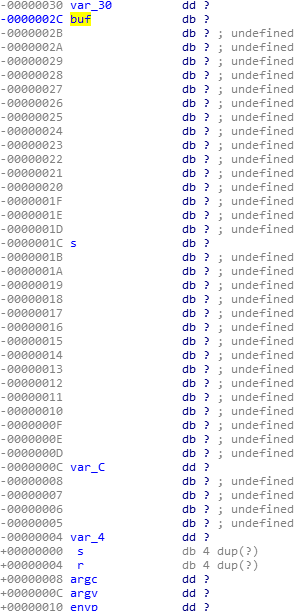 -00000030 var_30 dd ?
-0000002C buf db ?
-0000002B db ? ; undefined
-0000002A db ? ; undefined
-00000029 db ? ; undefined
-00000028 db ? ; undefined
-00000027 db ? ; undefined
-00000026 db ? ; undefined
-00000025 db ? ; undefined
-00000024 db ? ; undefined
-00000023 db ? ; undefined
-00000022 db ? ; undefined
-00000021 db ? ; undefined
-00000020 db ? ; undefined
-0000001F db ? ; undefined
-0000001E db ? ; undefined
-0000001D db ? ; undefined
-0000001C s db ?
-0000001B db ? ; undefined
-0000001A db ? ; undefined
-00000019 db ? ; undefined
-00000018 db ? ; undefined
-00000017 db ? ; undefined
-00000016 db ? ; undefined
-00000015 db ? ; undefined
-00000014 db ? ; undefined
-00000013 db ? ; undefined
-00000012 db ? ; undefined
-00000011 db ? ; undefined
-00000010 db ? ; undefined
-0000000F db ? ; undefined
-0000000E db ? ; undefined
-0000000D db ? ; undefined
-0000000C var_C dd ?
-00000008 db ? ; undefined
-00000007 db ? ; undefined
-00000006 db ? ; undefined
-00000005 db ? ; undefined
-00000004 var_4 dd ?
+00000000 s db 4 dup(?)
+00000004 r db 4 dup(?)
+00000008 argc dd ?
+0000000C argv dd ?
+00000010 envp dd ?